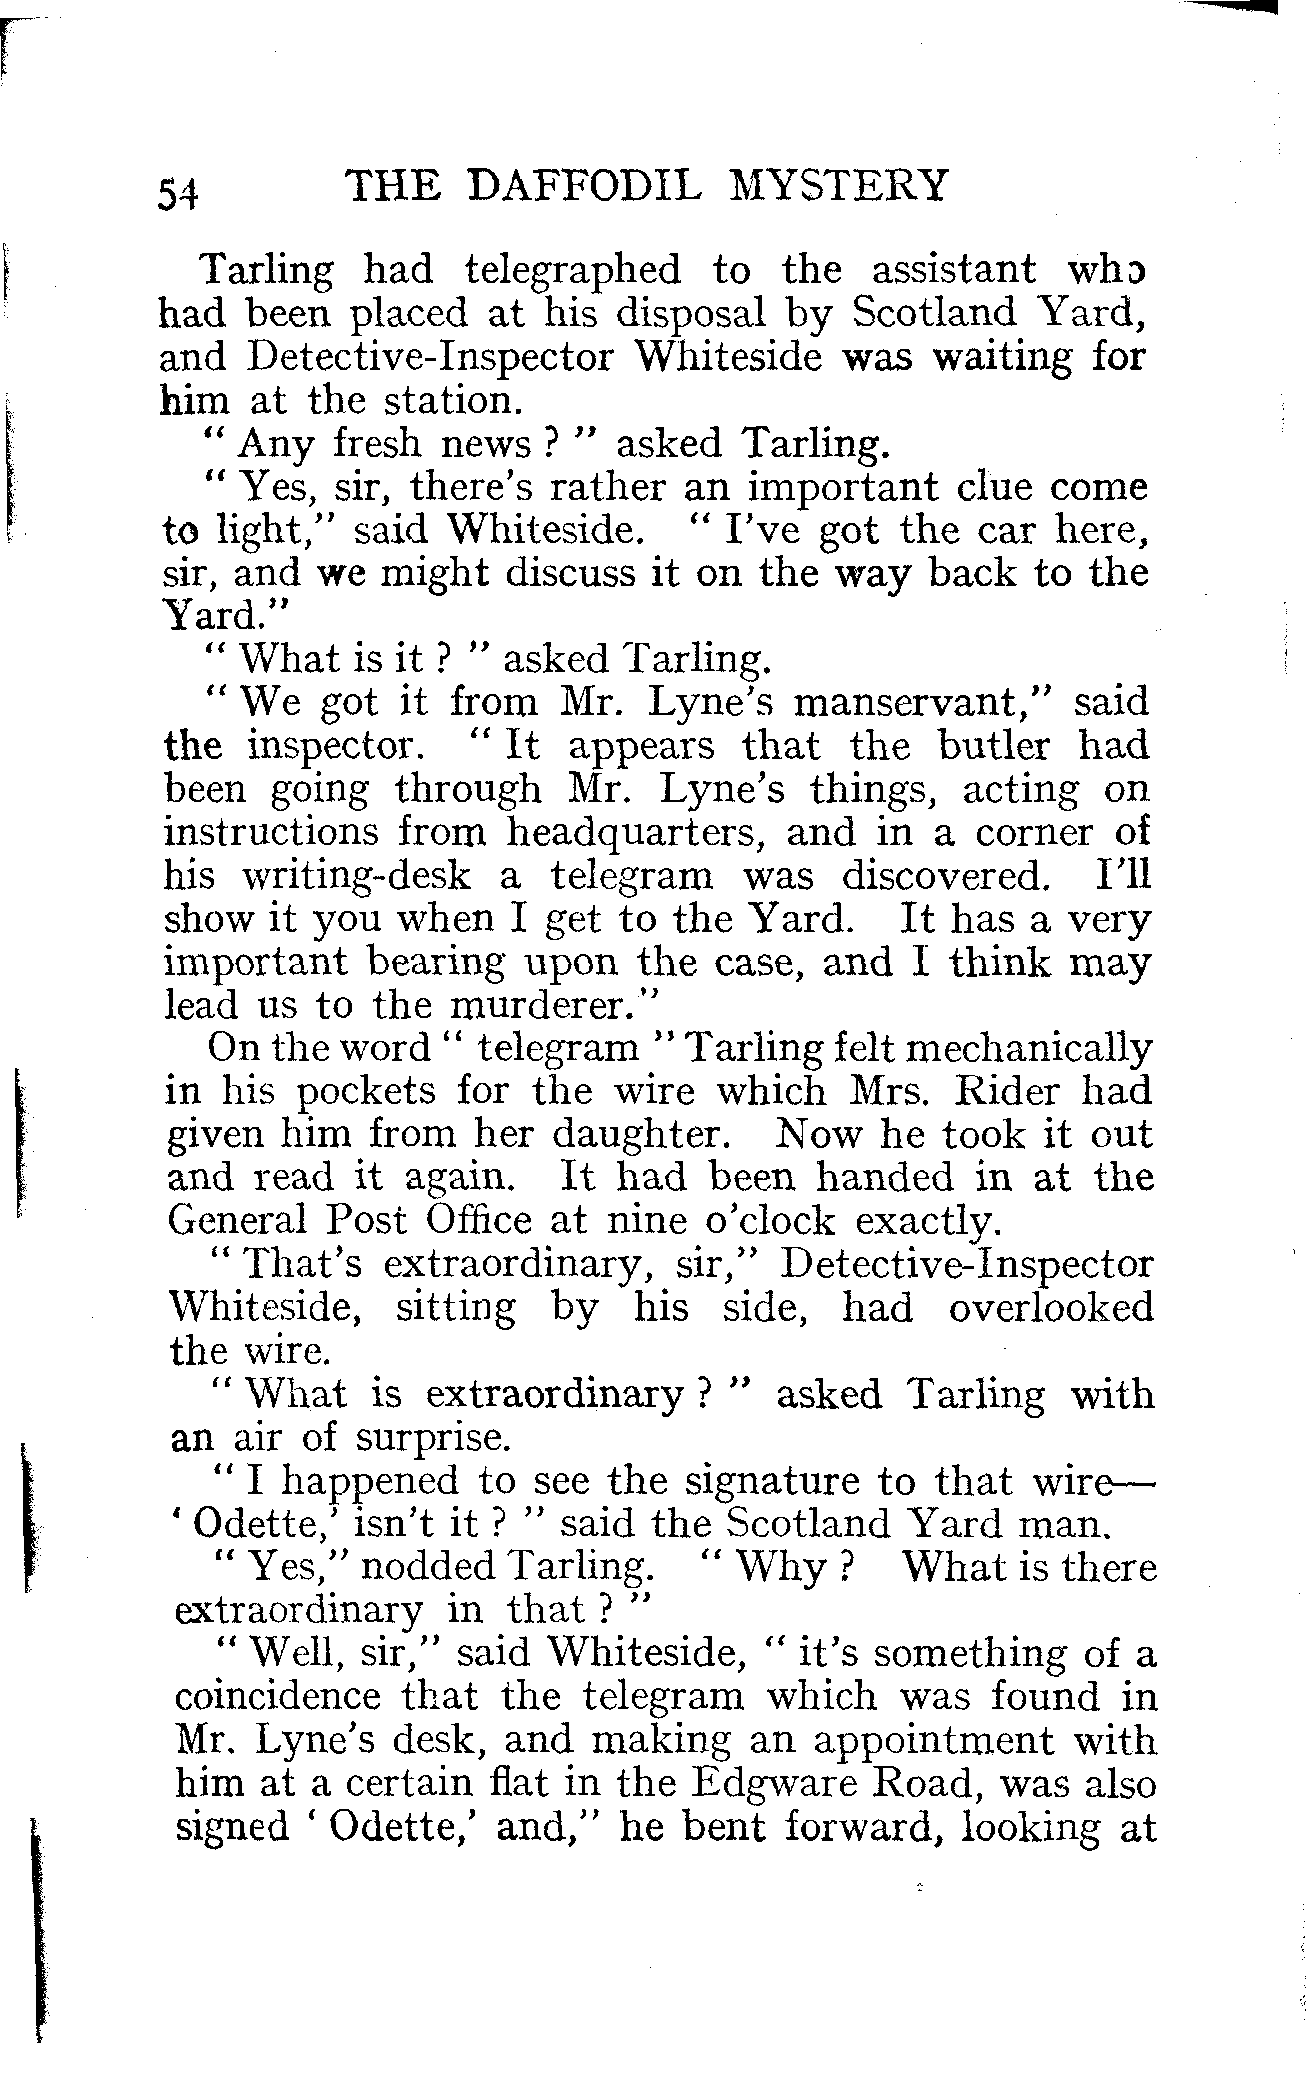 54 THE DAFFODIL MYSTERY
Tarling had telegraphed to the assistant who
had been placed at his disposal by Scotland Yard,
and Detective-Inspector Whiteside was waiting for
him at the station.
" Any fresh news ? " asked Tarling.
" Yes, sir, there's rather an important clue come
to light," said Whiteside. " I've got the car here,
sir, and we might discuss it on the way back to the
Yard."
" What is it ? " asked Tarling.
" We got it from Mr. Lyne's manservant," said
the inspector. " It appears that the butler had
been going through Mr. Lyne's things, acting on
instructions from headquarters, and in a corner of
his writing-desk a telegram was discovered. I'll
show it you when I get to the Yard. It has a very
important bearing upon the case, and I think may
lead us to the murderer."
On the word " telegram " Tarling felt mechanically
in his pockets for the wire which Mrs. Rider had
given him from her daughter. Now he took it out
and read it again. It had been handed in at the
General Post Office at nine o'clock exactly.
" That's extraordinary, sir," Detective-Inspector
Whiteside, sitting by his side, had overlooked
the wire.
" What is extraordinary ? " asked Tarling with
an air of surprise.
" I happened to see the signature to that wire—
' Odette,' isn't it ? " said the Scotland Yard man.
" Yes," nodded Tarling. " Why ? What is there
extraordinary in that ? "
" Well, sir," said Whiteside, " it's something of a
coincidence that the telegram which was found in
Mr. Lyne's desk, and making an appointment with
him at a certain flat in the Edgware Road, was also
signed ' Odette,' and," he bent forward, looking at